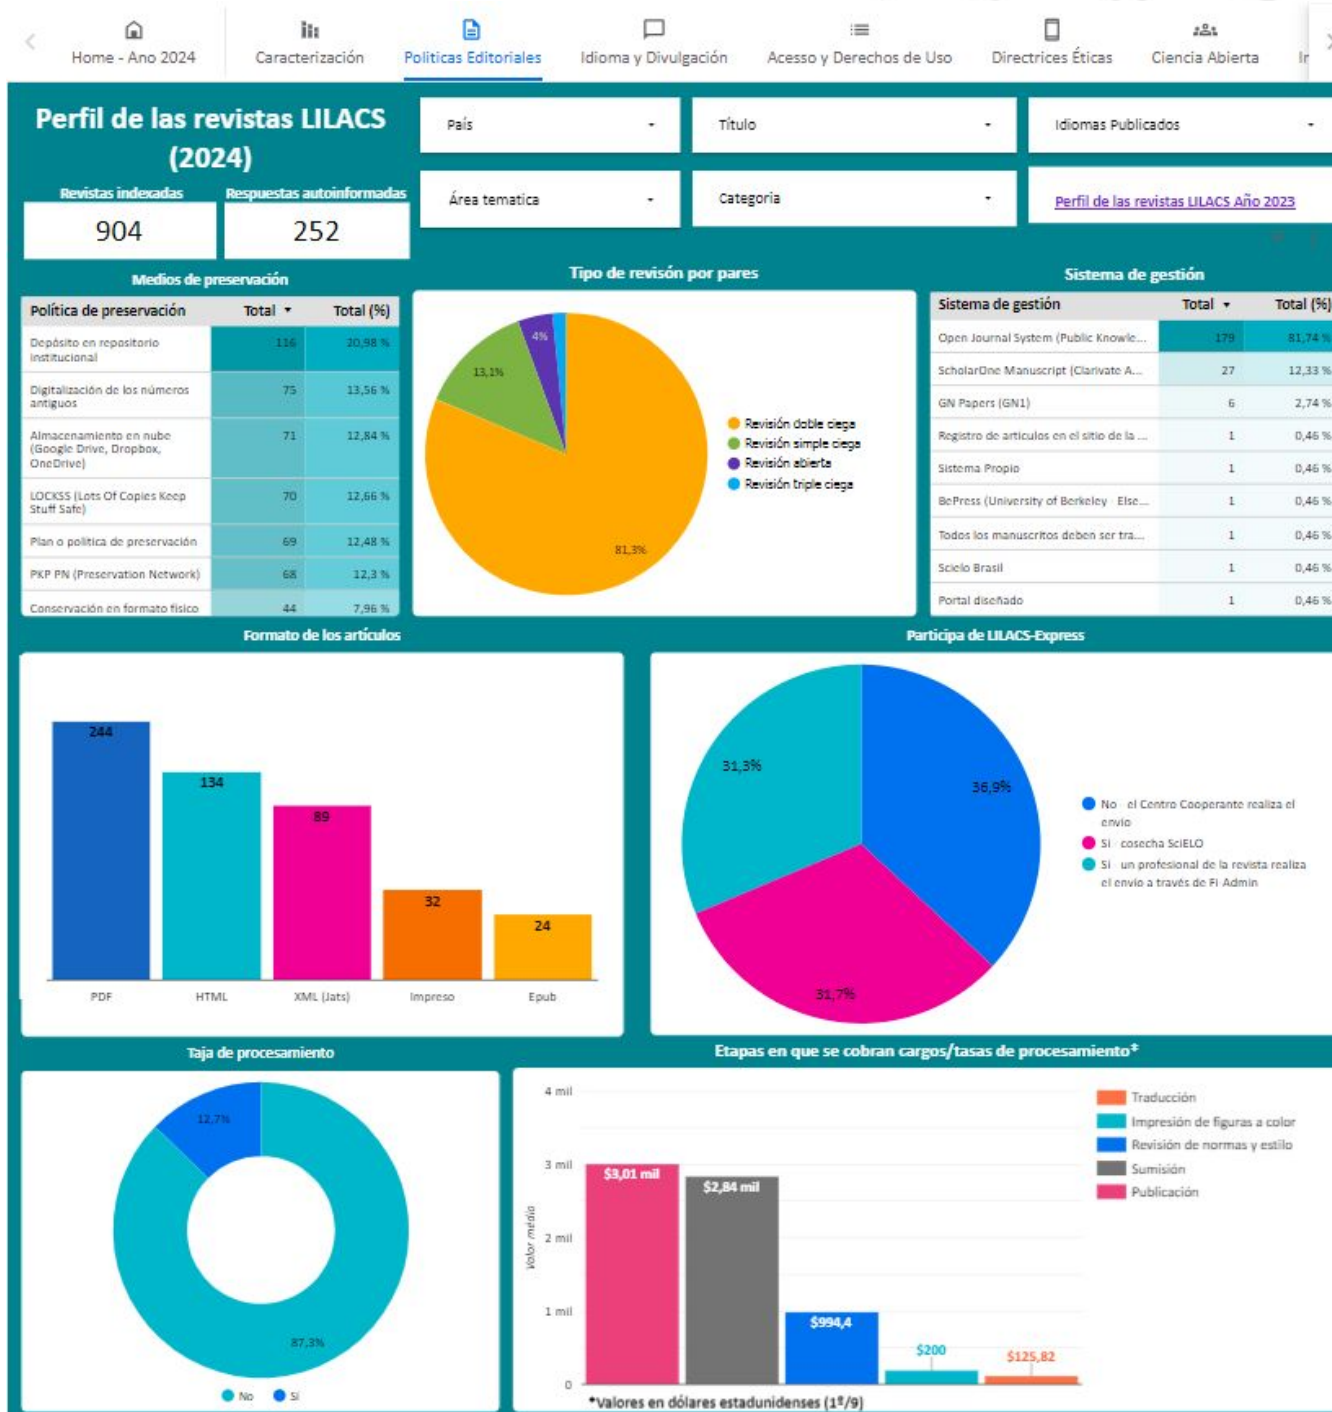 Home - Ano 2024
Caracterización
Politicas Editoriales
Idioma y Divulgación
Acesso y Derechos de Uso
Directrices Éticas
Ciencia Abierta
Perfil de las revistas LILACS
(2024)
Revistas indexadas
Respuestas autoinformadas
904
252
País
Título
Idiomas Publicados
Área tematica
Categoria
Perfil de las revistas LILACS Año 2023
Medios de preservación
Política de preservación Total Total (%)
Depósito en repositorio
institucional
116 20,98 %
Digitalización de los números
antiguos
75 13,56 %
Almacenamiento en nube
(Google Drive, Dropbox,
OneDrive)
71 12,84 %
LOCKSS (Lots Of Copies Keep
Stuff Safe)
70 12,66 %
Plan o política de preservación 69 12,48 %
PKP PN (Preservation Network) 68 12,3 %
Conservación en formato físico 44 7,96 %
Tipo de revisón por pares
4%
13,1%
81,3%
Revisión doble ciega
Revisión simple ciega
Revisión abierta
Revisión triple ciega
Sistema de gestión
Sistema de gestión Total Total (%)
Open Journal System (Public Knowle... 179 81,74 %
ScholarOne Manuscript (Clarivate A... 27 12,33 %
GN Papers (GN1) 6 2,74 %
Registro de artículos en el sitio de la ... 1 0,46 %
Sistema Propio 1 0,46 %
BePress (University of Berkeley - Else... 1 0,46 %
Todos los manuscritos deben ser tra... 1 0,46 %
Scielo Brasil 1 0,46 %
Portal diseñado 1 0,46 %
Formato de los artículos
244
134
89
32
24
PDF
HTML
XML (Jats)
Impreso
Epub
Participa de LILACS-Express
31,3%
36,9%
31,7%
No - el Centro Cooperante realiza el
envío
Sí - cosecha SciELO
Sí - un profesional de la revista realiza
el envío a través de FI-Admin
Taja de procesamiento
12,7%
87,3%
No
Sí
Etapas en que se cobran cargos/tasas de procesamiento*
Valor médio
4 mil
3 mil
2 mil
1 mil
0
$3,01 mil
$2,84 mil
$994,4
$200
$125,82
Traducción
Impresión de figuras a color
Revisión de normas y estilo
Sumisión
Publicación
*Valores en dólares estadunidenses (1º/9)